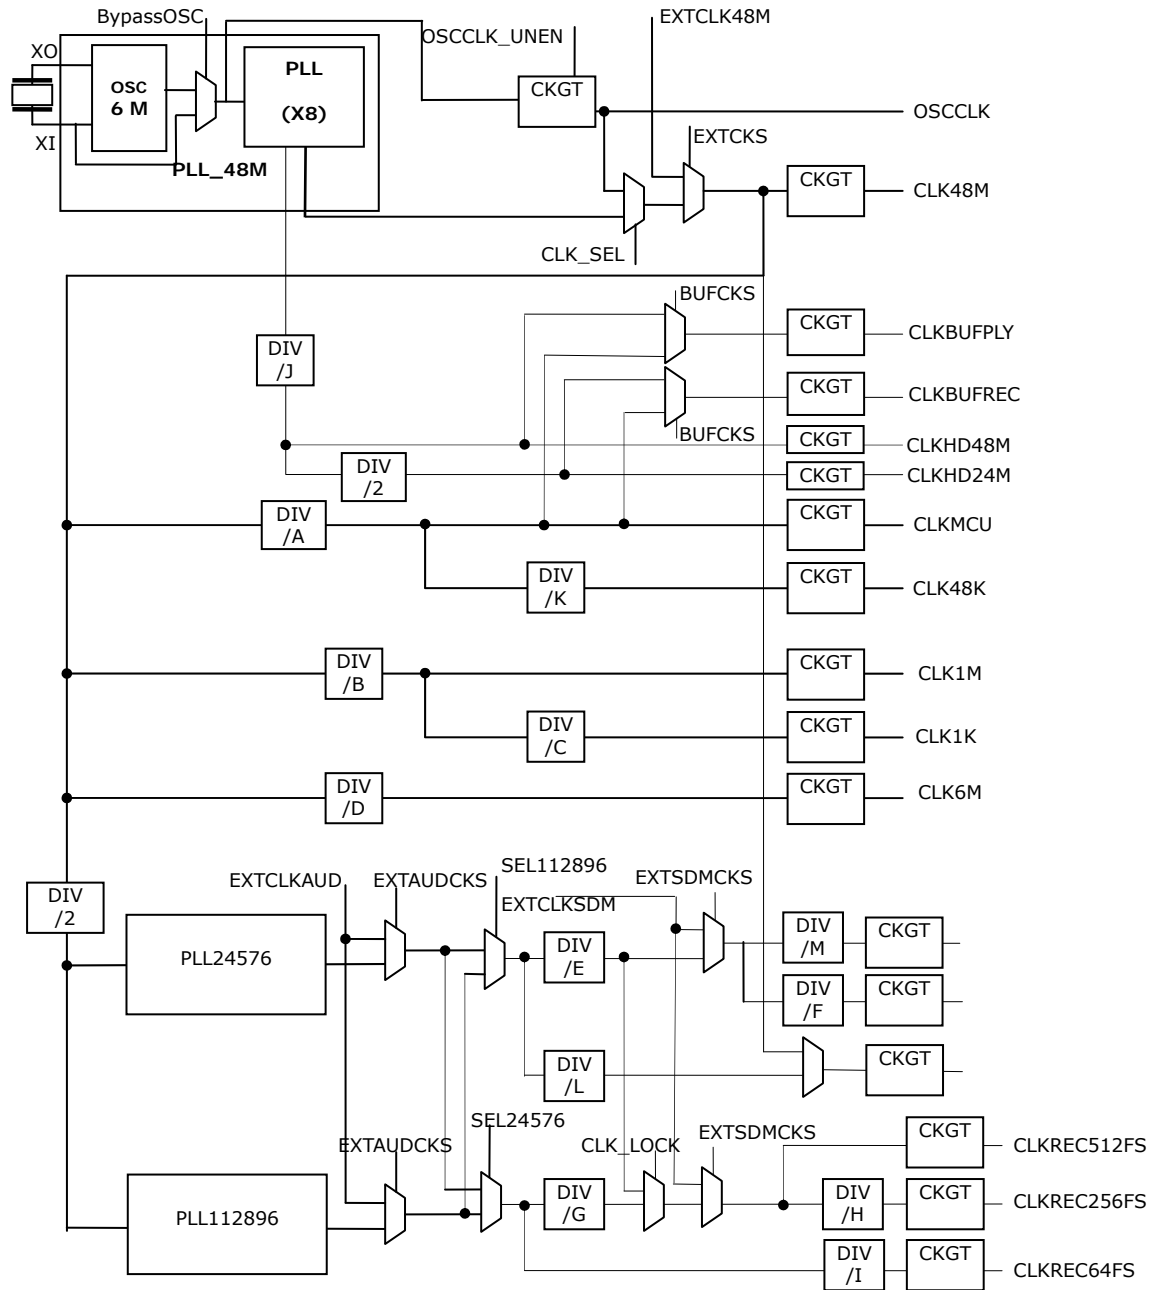 BypassOSC
EXTCLK48M
OSCCLK_UNEN
XO
OSC
6 M
PLL
(X8)
CKGT
OSCCLK
XI
PLL_48M
EXTCKS
CKGT
CLK48M
CLK_SEL
BUFCKS
CKGT
CLKBUFPLY
DIV
/J
CKGT
CLKBUFREC
BUFCKS
CKGT
CLKHD48M
DIV
/2
CKGT
CLKHD24M
DIV
/A
CKGT
CLKMCU
DIV
/K
CKGT
CLK48K
DIV
/B
CKGT
CLK1M
DIV
/C
CKGT
CLK1K
DIV
/D
CKGT
CLK6M
DIV
/2
EXTCLKAUD
EXTAUDCKS
SEL112896
EXTCLKSDM
EXTSDMCKS
PLL24576
DIV
/E
DIV
/M
CKGT
DIV
/F
CKGT
DIV
/L
CKGT
EXTAUDCKS
SEL24576
CLK_LOCK
EXTSDMCKS
CKGT
CLKREC512FS
PLL112896
DIV
/G
DIV
/H
CKGT
CLKREC256FS
DIV
/I
CKGT
CLKREC64FS